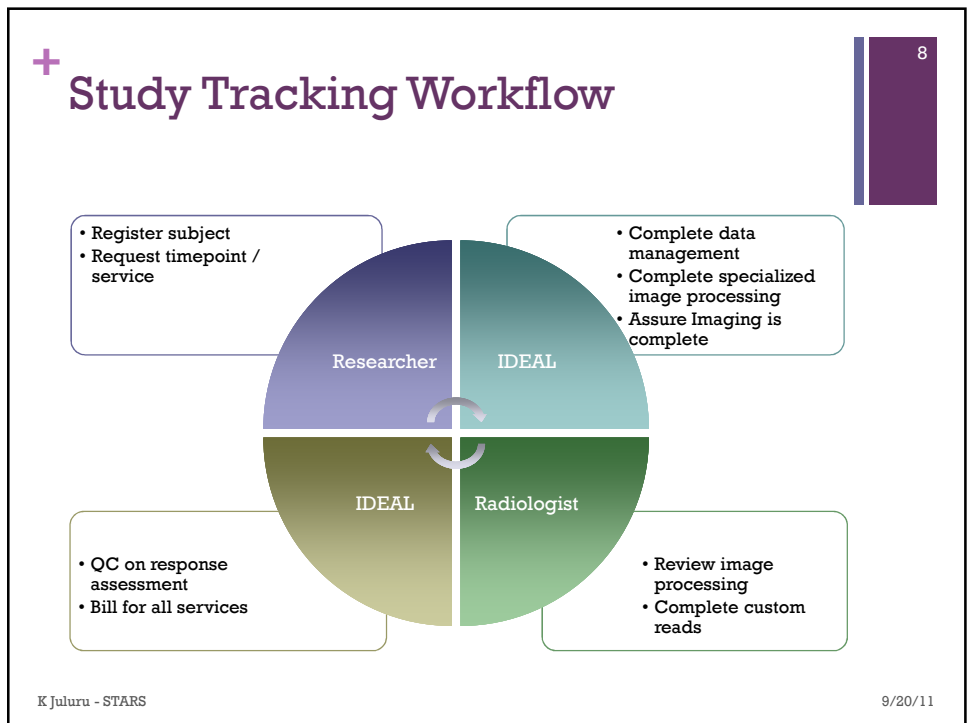 8
+
Study Tracking Workflow
• Register subject
• Request timepoint /
service
• Complete data
management
• Complete specialized
image processing
• Assure Imaging is
complete
Researcher
IDEAL
IDEAL
Radiologist
• QC on response
assessment
• Bill for all services
• Review image
processing
• Complete custom
reads
K Juluru - STARS
9/20/11